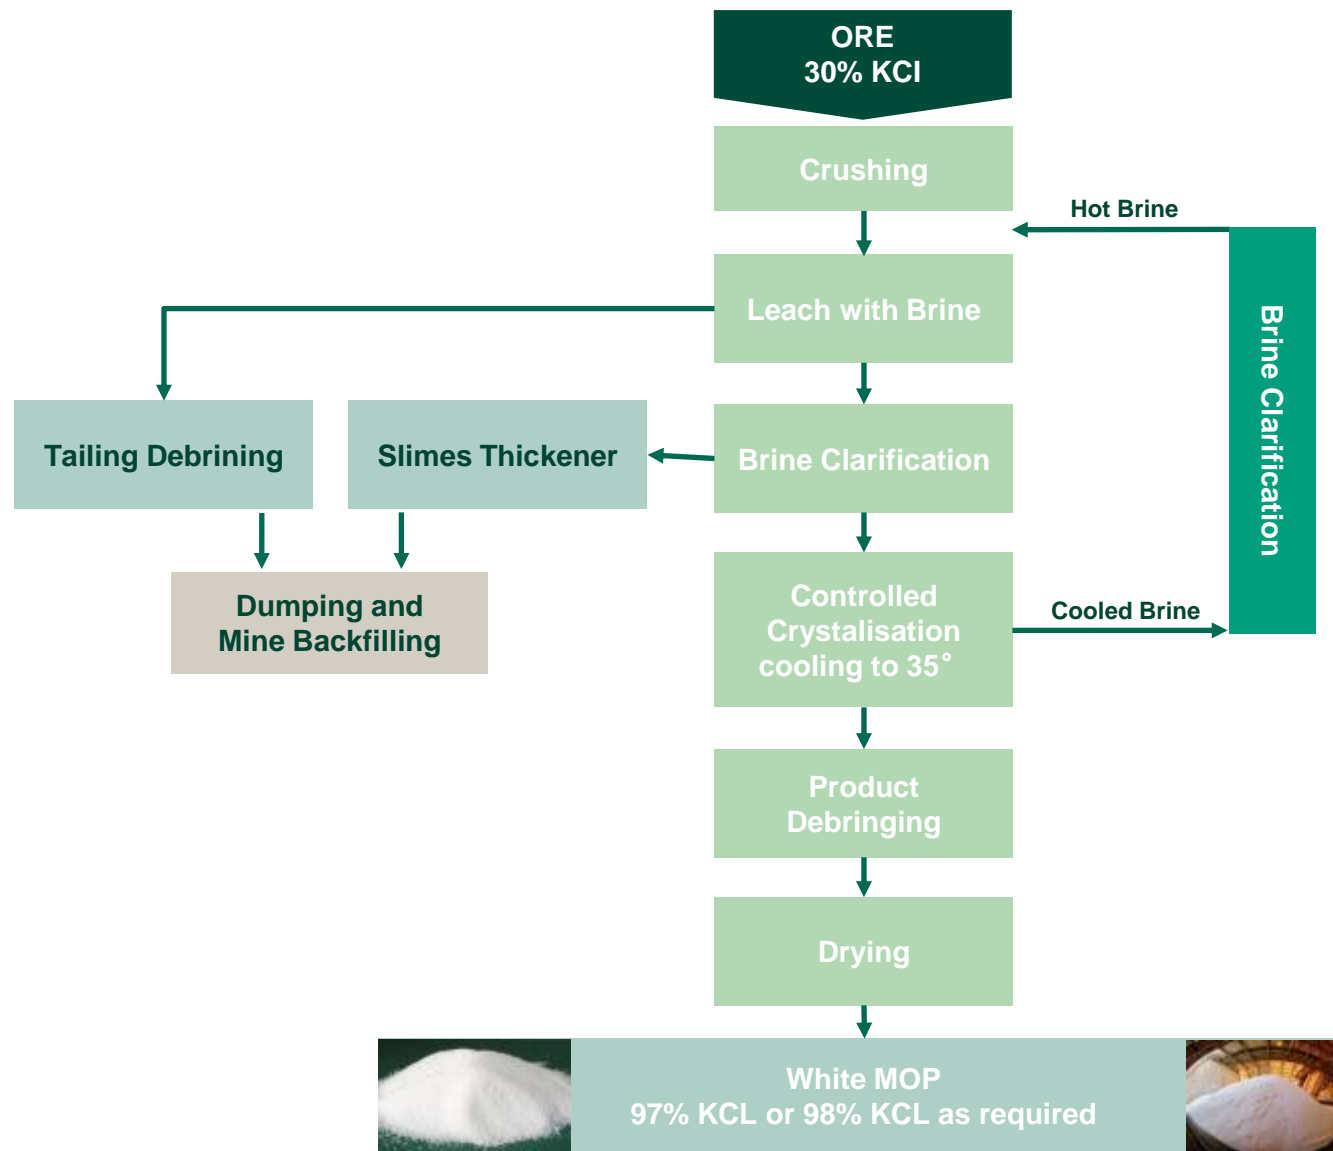 ORE
30% KCl
Crushing
Hot Brine
Leach with Brine
Brine Clarification
Tailing Debrining
Slimes Thickener
Brine Clarification
Dumping and
Mine Backfilling
Controlled
Crystalisation
cooling to 35°
Cooled Brine
Product
Debringing
Drying
White MOP
97% KCL or 98% KCL as required